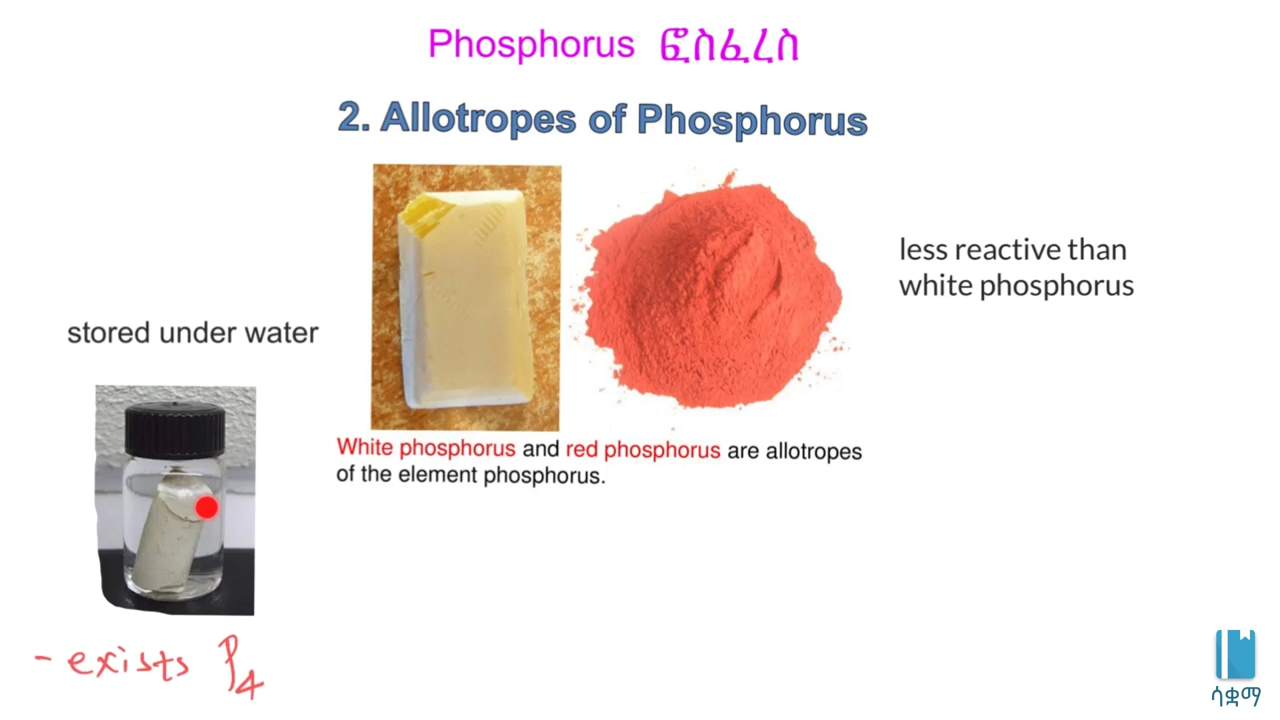 Phosphorus ፎስፈረስ
2. Allotropes of Phosphorus
less reactive than
white phosphorus
stored under water
White phosphorus and red phosphorus are allotropes
of the element phosphorus.
- exists P4
ሳቋማ